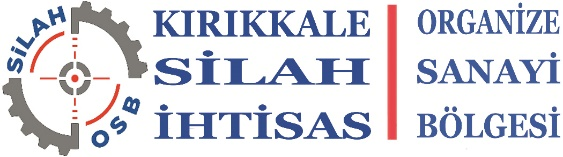 SİLAH
OSB
KIRIKKALE
SİLAH
İHTİSAS
ORGANİZE
SANAYİ
BÖLGESİ